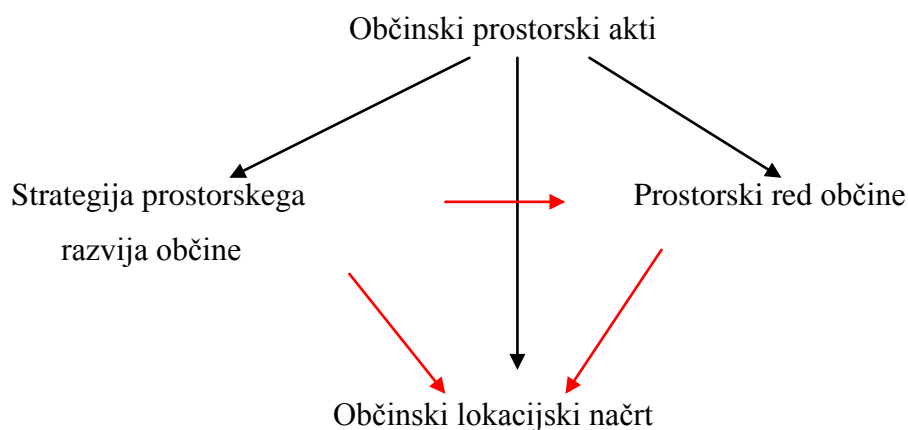 Občinski prostorski akti
Strategija prostorskega
razvija občine
Prostorski red občine
Občinski lokacijski načrt